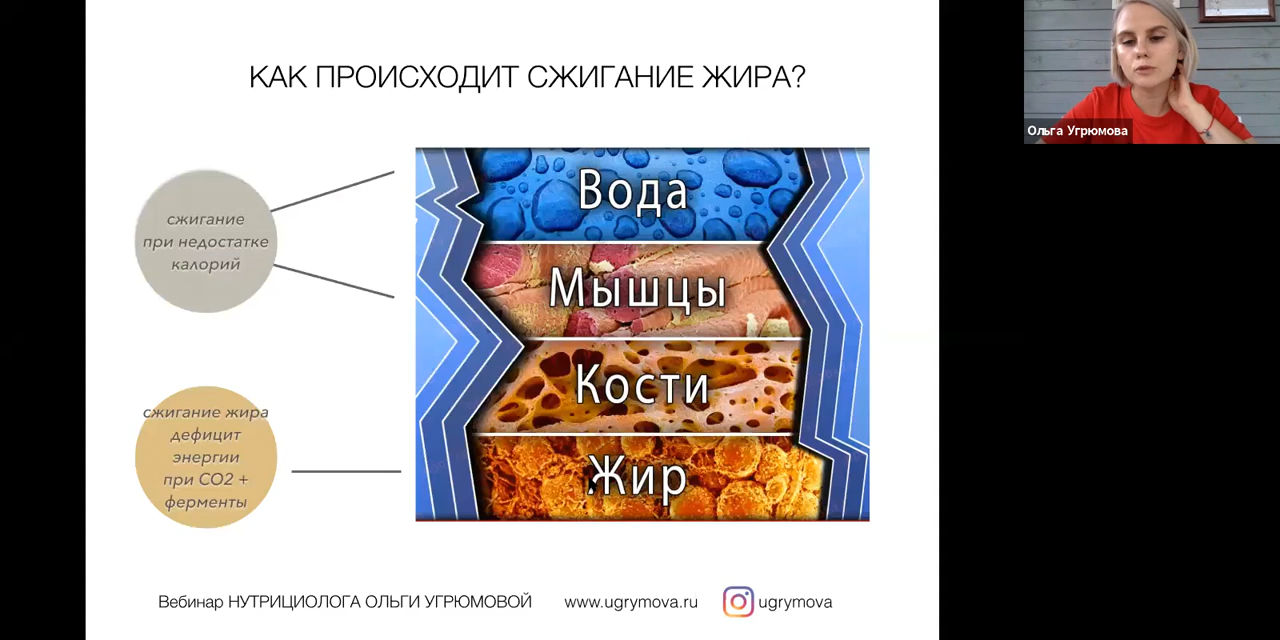 КАК ПРОИСХОДИТ СЖИГАНИЕ ЖИРА?
Ольга Угрюмова
сжигание
при недостатке
калорий
Вода
Мышцы
Кости
Жир
сжигание жира
дефицит
энергии
при СО2 +
ферменты
Вебинар НУТРИЦИОЛОГА ОЛЬГИ УГРЮМОВОЙ
www.ugrymova.ru
ugrymova